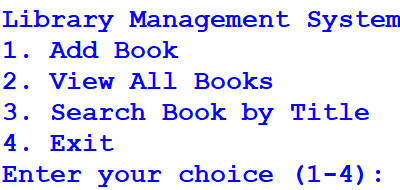 Library Management System
1. Add Book
2. View All Books
3. Search Book by Title
4. Exit
Enter your choice (1-4):